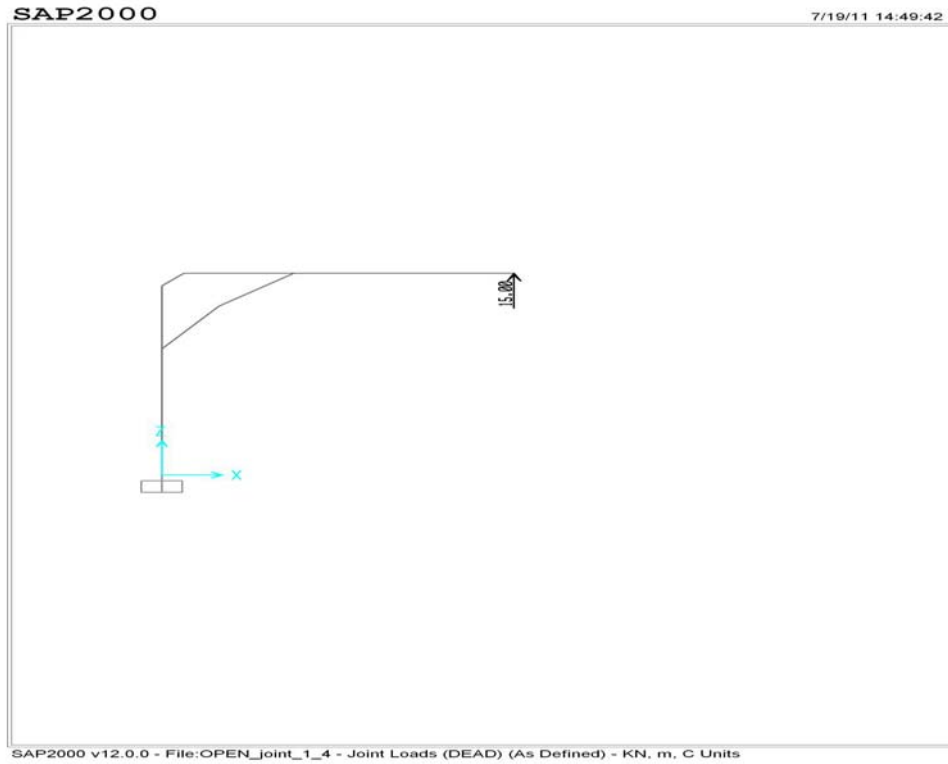 SAP2000
7/19/11 14:49:42
15.00
Z
X
SAP2000 v12.0.0 - File:OPEN_joint_1_4 - Joint Loads (DEAD) (As Defined) - KN, m, C Units